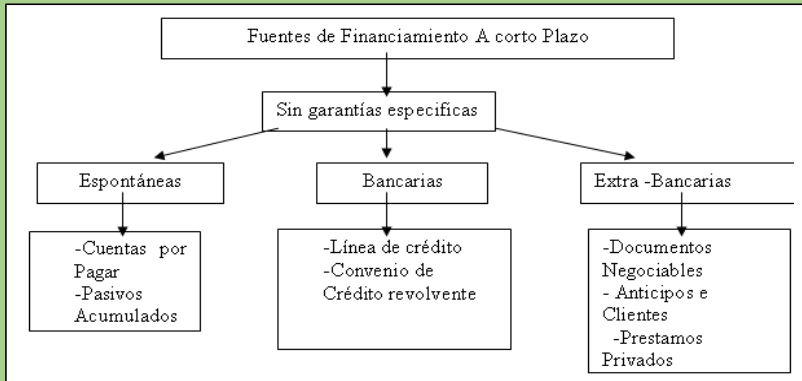 Fuentes de Financiamiento A corto Plazo
Sin garantías especificas
Espontáneas
Bancarias
Extra -Bancarias
-Cuentas por
Pagar
-Pasivos
Acumulados
-Línea de crédito
-Convenio de
Crédito revolvente
-Documentos
Negociables
- Anticipos e
Clientes
-Prestamos
Privados